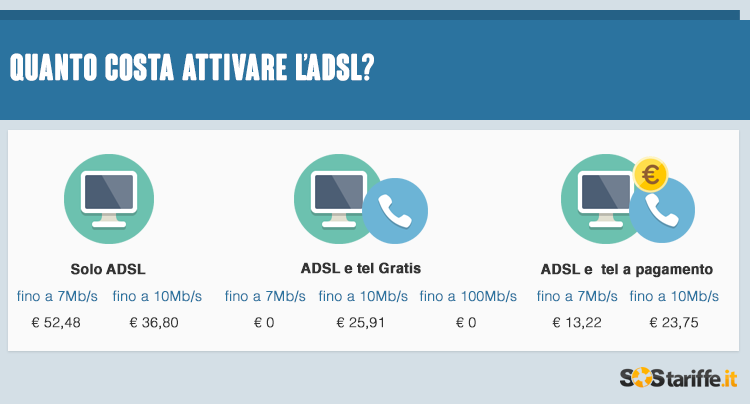 QUANTO COSTA ATTIVARE L'ADSL?
€
Solo ADSL
fino a 7Mb/s fino a 10Mb/s
€ 52,48 € 36,80
ADSL e tel Gratis
fino a 7Mb/s fino a 10Mb/s fino a 100Mb/s
€ 0 € 25,91 € 0
ADSL e tel a pagamento
fino a 7Mb/s fino a 10Mb/s
€ 13,22 € 23,75
SOStariffe.it